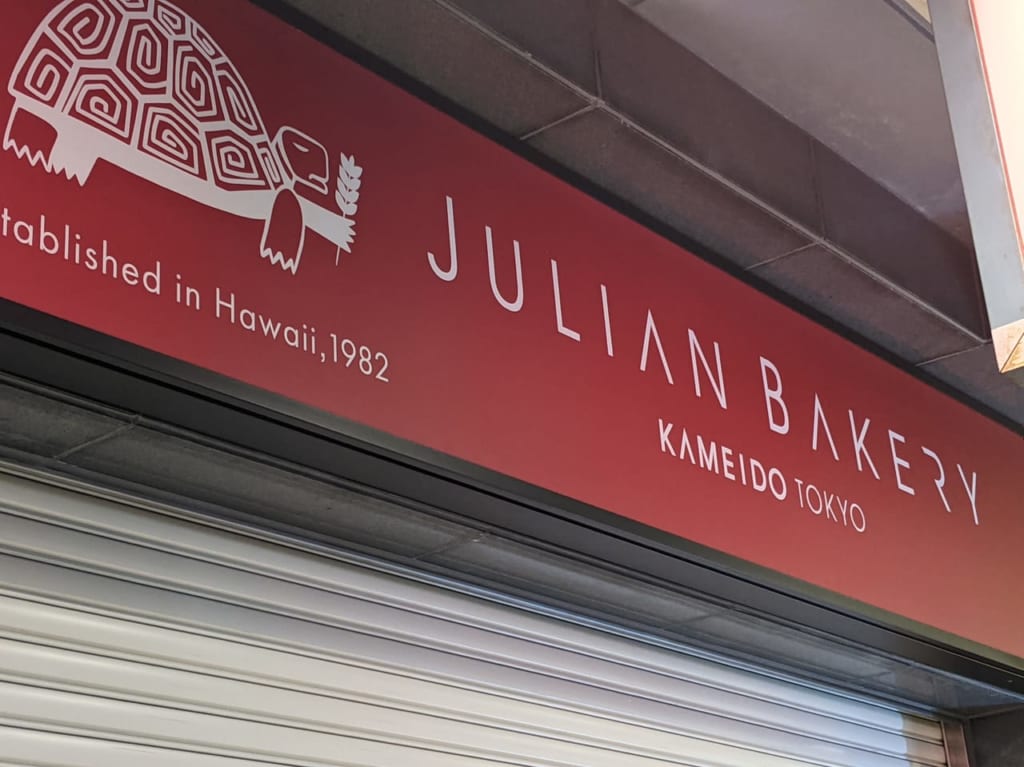 tablished in Hawaii,1982
JULIAN BAKERY
KAMEIDO TOKYO